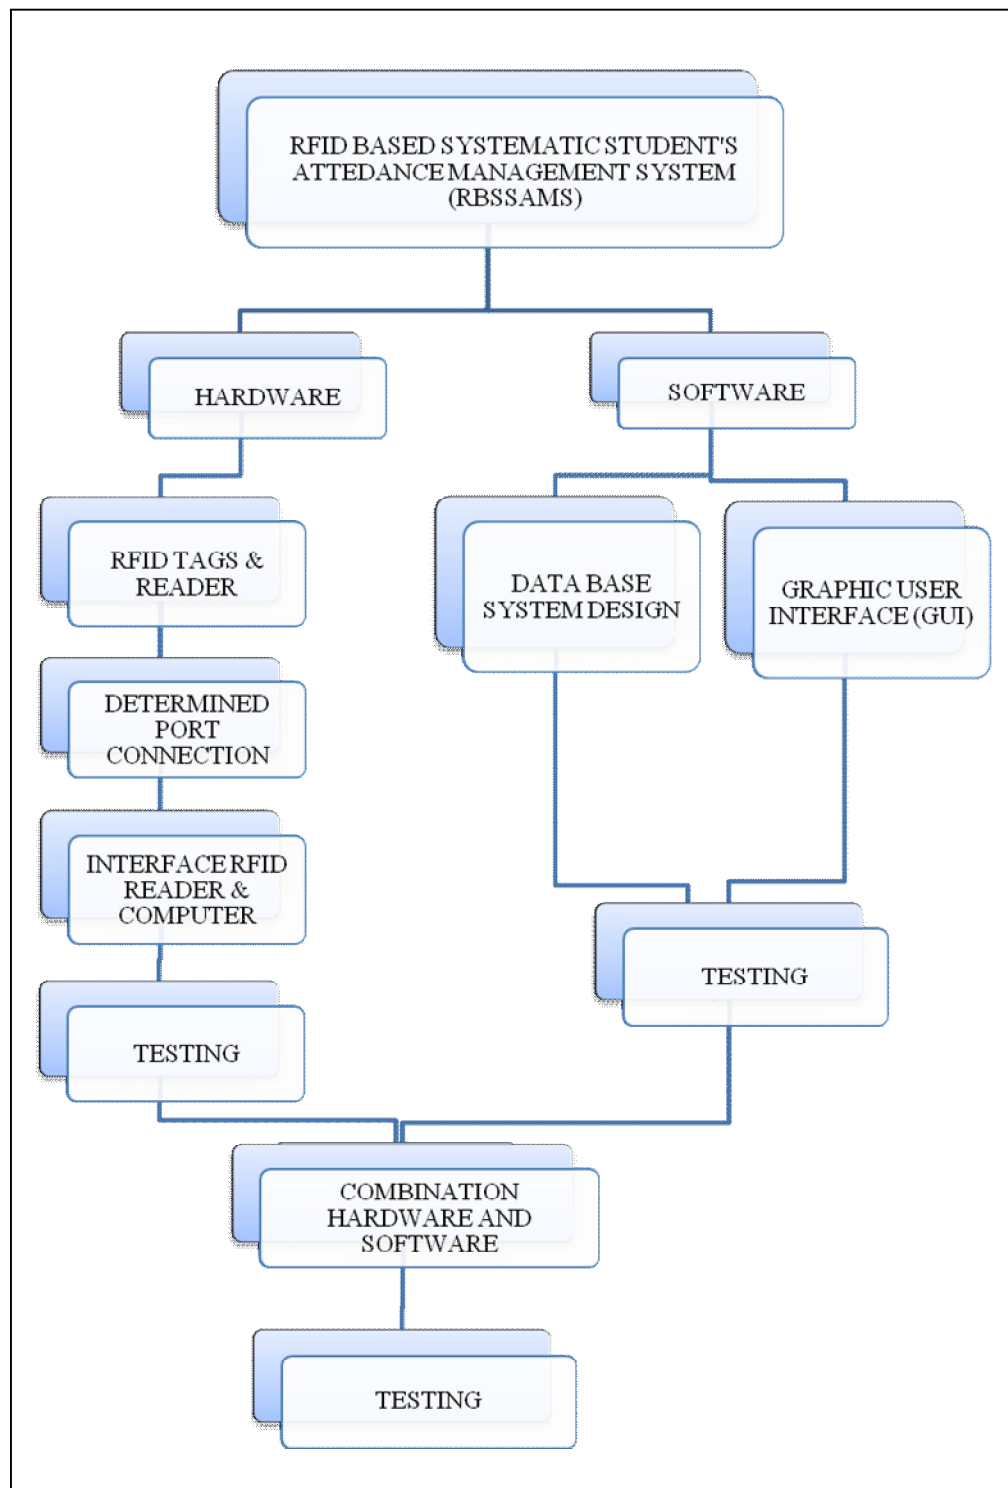 RFID BASED SYSTEMATIC STUDENT'S
ATTEDANCE MANAGEMENT SYSTEM
(RBSSAMS)
HARDWARE
SOFTWARE
RFID TAGS &
READER
DATA BASE
SYSTEM DESIGN
GRAPHIC USER
INTERFACE (GUI)
DETERMINED
PORT
CONNECTION
INTERFACE RFID
READER &
COMPUTER
TESTING
TESTING
COMBINATION
HARDWARE AND
SOFTWARE
TESTING